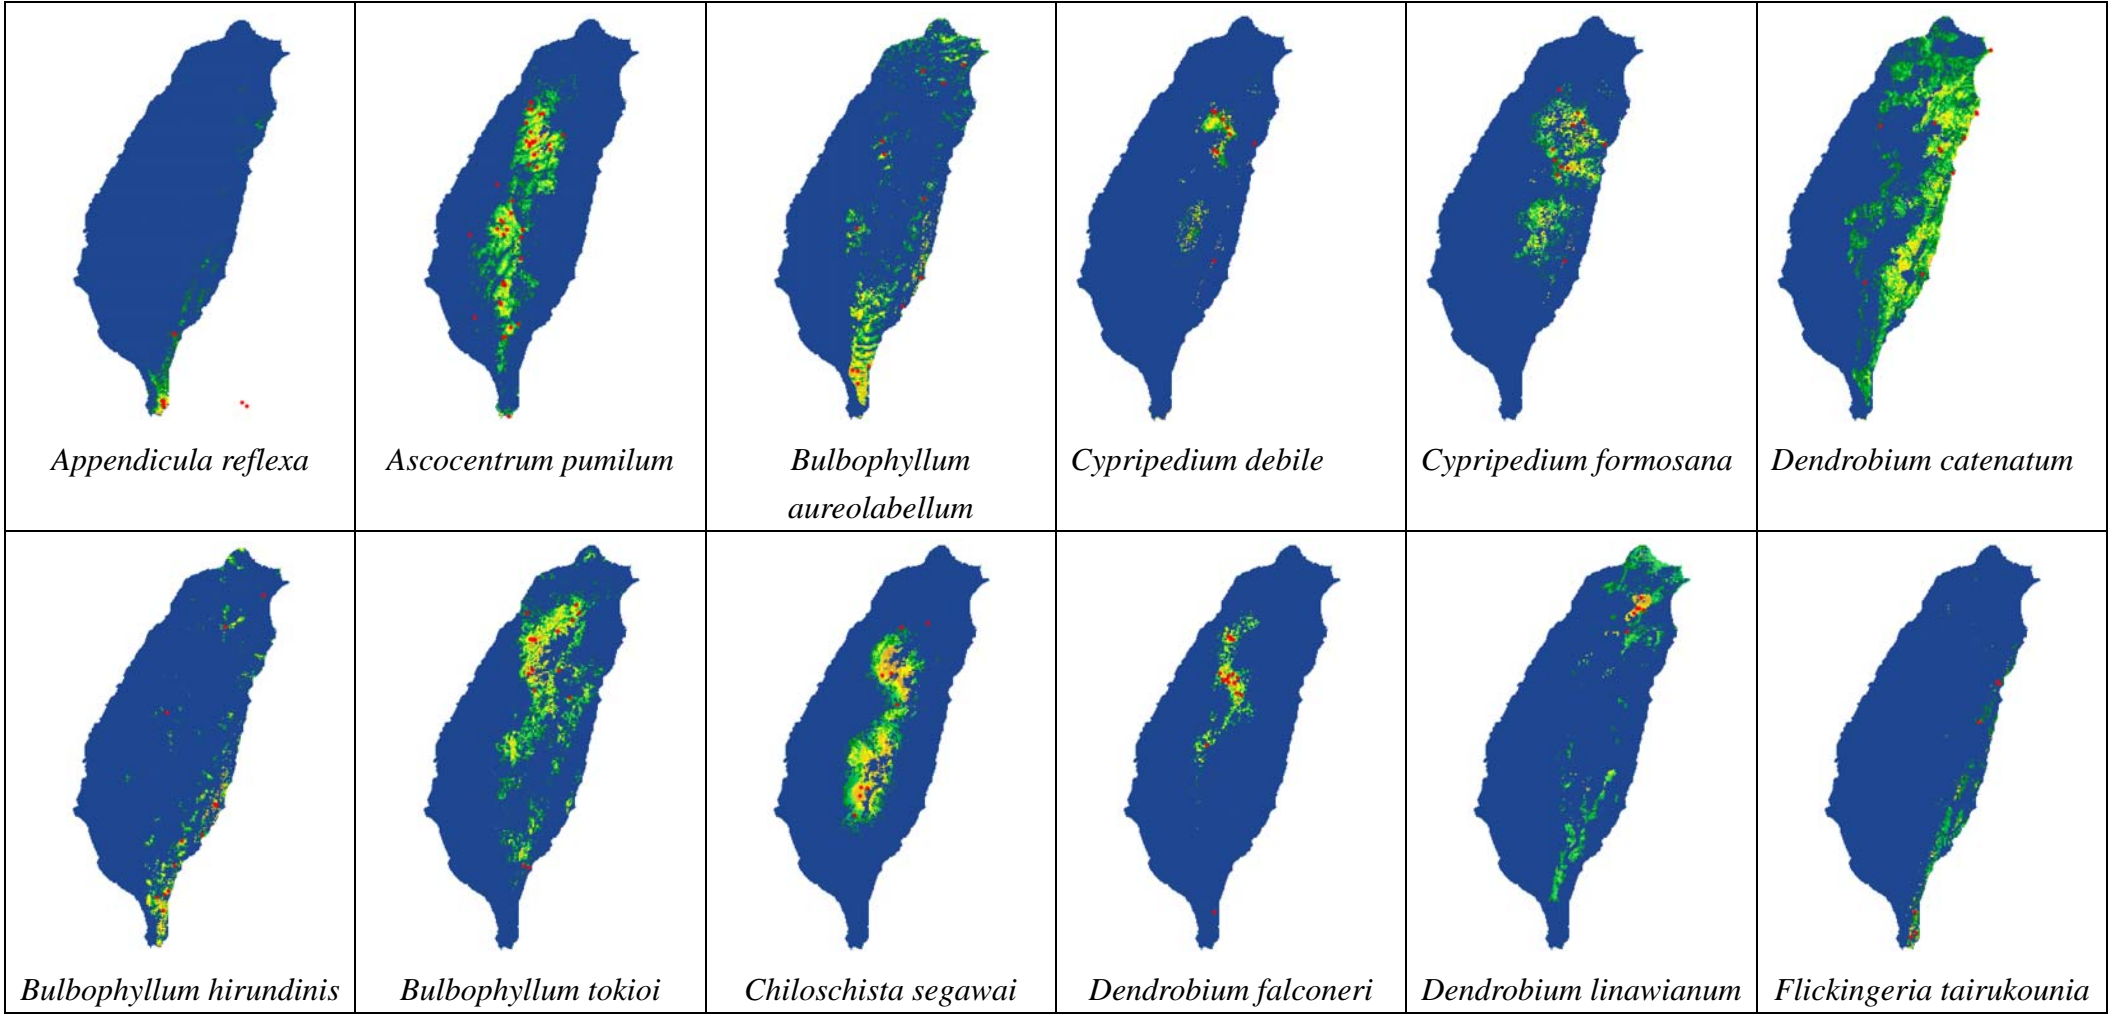 Appendicula reflexa
Ascocentrum pumilum
Bulbophyllum
aureolabellum
Cypripedium debile
Cypripedium formosana
Dendrobium catenatum
Bulbophyllum hirundinis
Bulbophyllum tokioi
Chiloschista segawai
Dendrobium falconeri
Dendrobium linawianum
Flickingeria tairukounia